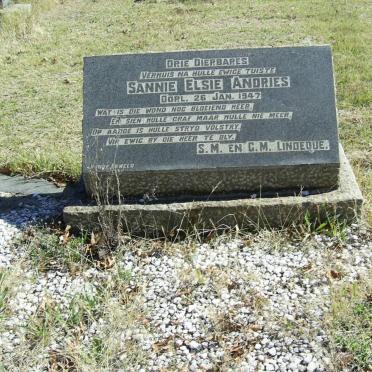 DRIE DIERBARES
VERHUIS NA HULLE EWIGE TUISTE
SANNIE ELSIE ANDRIES
OORL. 26 JAN. 1947
WAT IS DIE WOND NOG BLOEIEND HEER,
EK SIEN HULLE GRAF MAAR HULLE NIE MEER,
OP AARDE IS HULLE STRYD VOLSTRY
VIR EWIG BY DIE HEER TE BLY.
S.M. EN G.M. LINDEQUE.